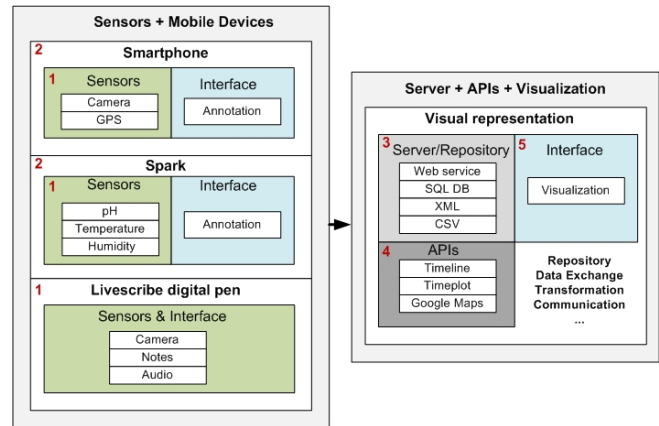 Sensors + Mobile Devices
2
Smartphone
1
Sensors
Camera
GPS
Interface
Annotation
2
Spark
1
Sensors
pH
Temperature
Humidity
Interface
Annotation
1
Livescribe digital pen
Sensors & Interface
Camera
Notes
Audio
Server + APIs + Visualization
Visual representation
3
Server/Repository
Web service
SQL DB
XML
CSV
5
Interface
Visualization
4
APIs
Timeline
Timeplot
Google Maps
Repository
Data Exchange
Transformation
Communication
...